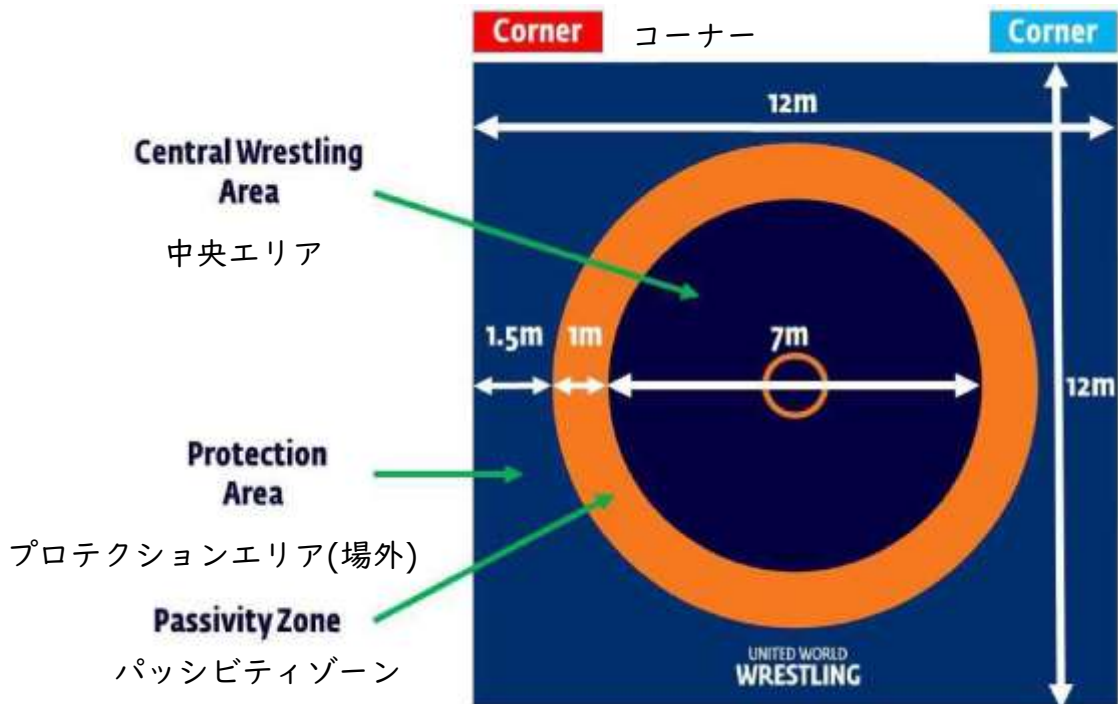 Corner
コーナー
Corner
12m
Central Wrestling
Area
中央エリア
1.5m
1m
7m
12m
Protection
Area
プロテクションエリア(場外)
Passivity Zone
パッシビティゾーン
UNITED WORLD
WRESTLING